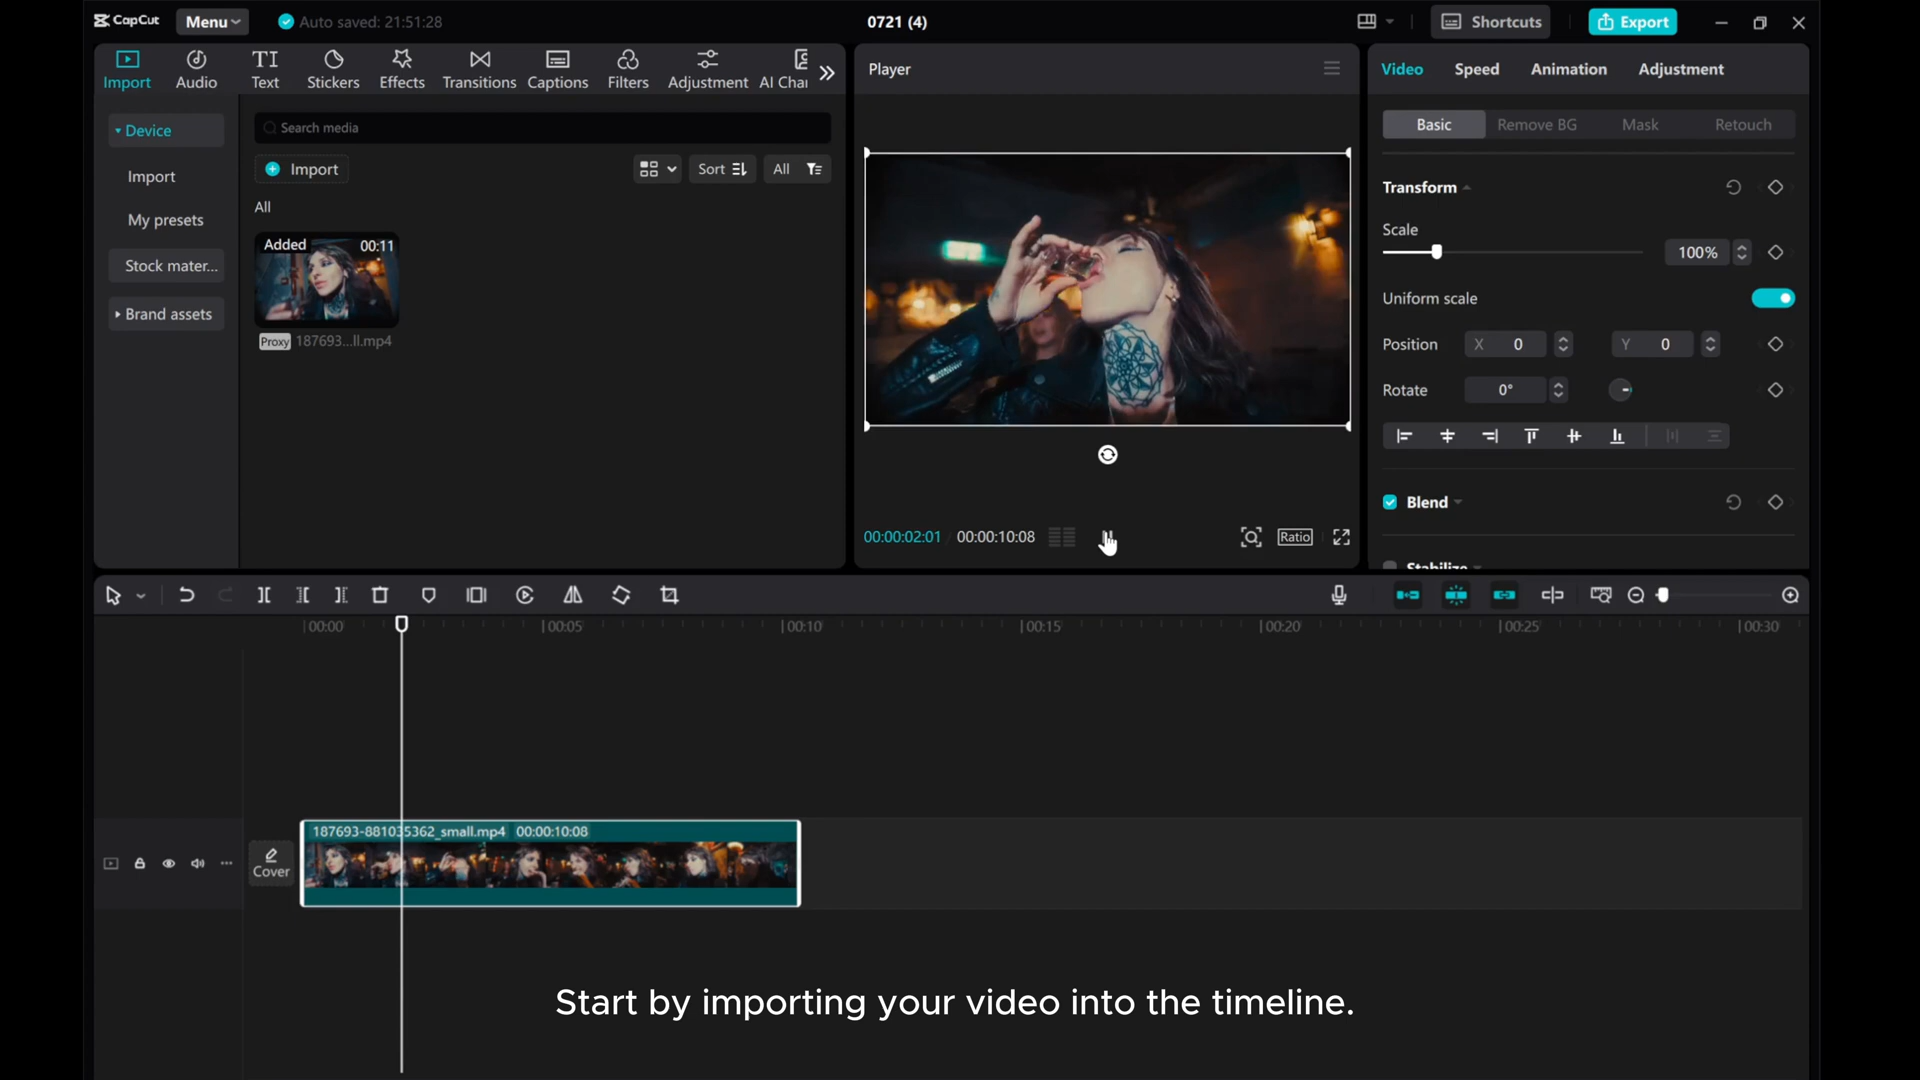 CapCut
Menu
Auto saved: 21:51:28
0721 (4)
Shortcuts
Export
Import
Audio
TI
Text
Stickers
Effects
Transitions
Captions
Filters
Adjustment
AI Char
Player
Video
Speed
Animation
Adjustment
Device
Import
My presets
Stock mater...
Brand assets
Search media
Import
Sort
All
All
Added
00:11
Proxy
187693...ll.mp4
Basic
Remove BG
Mask
Retouch
Transform
Scale
100%
Uniform scale
Position
X
0
Y
0
Rotate
0°
Blend
Stabilize
00:00:02:01
00:00:10:08
Ratio
00:00
00:05
00:10
00:15
00:20
00:25
00:30
187693-881035362_small.mp4
00:00:10:08
Cover
Start by importing your video into the timeline.